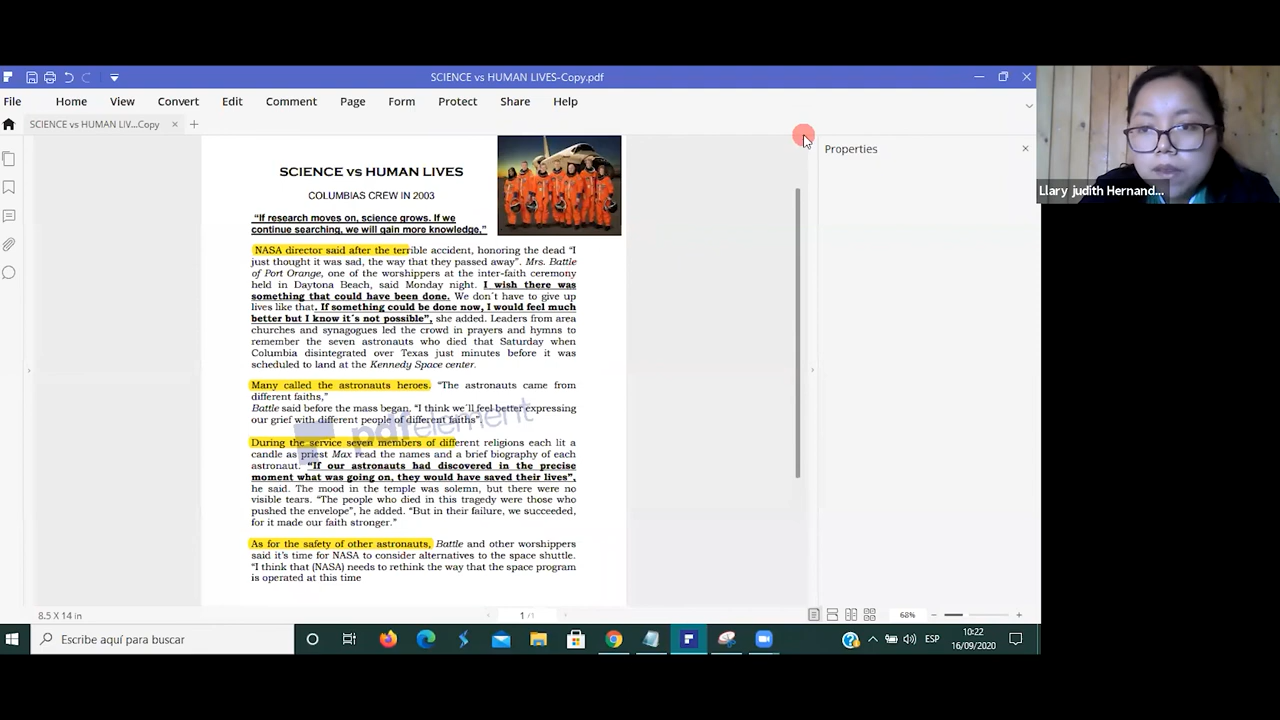 SCIENCE vs HUMAN LIVES-Copy.pdf
File Home View Convert Edit Comment Page Form Protect Share Help
SCIENCE vs HUMAN LIV...Copy
Properties
SCIENCE vs HUMAN LIVES
COLUMBIAS CREW IN 2003
“If research moves on, science grows. If we
continue searching, we will gain more knowledge,”
NASA director said after the terrible accident, honoring the dead “I
just thought it was sad, the way that they passed away”. Mrs. Battle
of Port Orange, one of the worshippers at the inter-faith ceremony
held in Daytona Beach, said Monday night. I wish there was
something that could have been done. We don´t have to give up
lives like that. If something could be done now, I would feel much
better but I know it´s not possible”, she added. Leaders from area
churches and synagogues led the crowd in prayers and hymns to
remember the seven astronauts who died that Saturday when
Columbia disintegrated over Texas just minutes before it was
scheduled to land at the Kennedy Space center.
Many called the astronauts heroes. “The astronauts came from
different faiths,”
Battle said before the mass began. “I think we´ll feel better expressing
our grief with different people of different faiths”.
pdfelement
During the service seven members of different religions each lit a
candle as priest Max read the names and a brief biography of each
astronaut. “If our astronauts had discovered in the precise
moment what was going on, they would have saved their lives”,
he said. The mood in the temple was solemn, but there were no
visible tears. “The people who died in this tragedy were those who
pushed the envelope”, he added. “But in their failure, we succeeded,
for it made our faith stronger.”
As for the safety of other astronauts, Battle and other worshippers
said it’s time for NASA to consider alternatives to the space shuttle.
“I think that (NASA) needs to rethink the way that the space program
is operated at this time
8.5 X 14 in
1 /1
68%
Escribe aquí para buscar
ESP
10:22
16/09/2020
Llary judith Hernand...